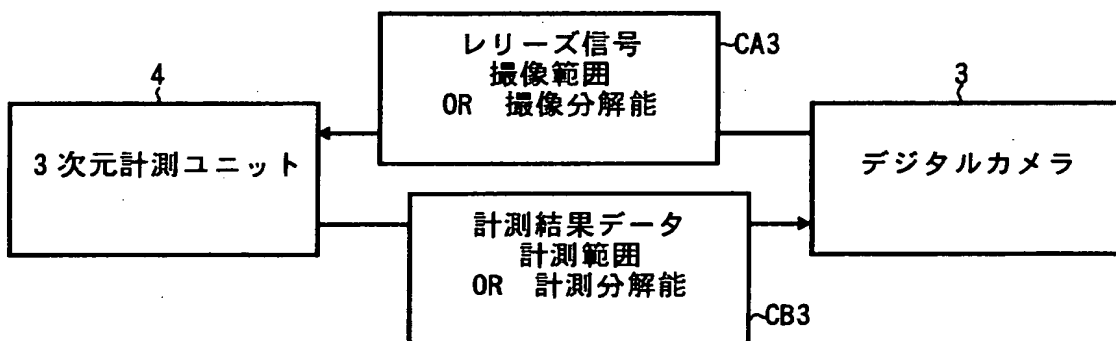 レリーズ信号
撮像範囲
OR 撮像分解能
CA3
4
3次元計測ユニット
3
デジタルカメラ
計測結果データ
計測範囲
OR 計測分解能
CB3